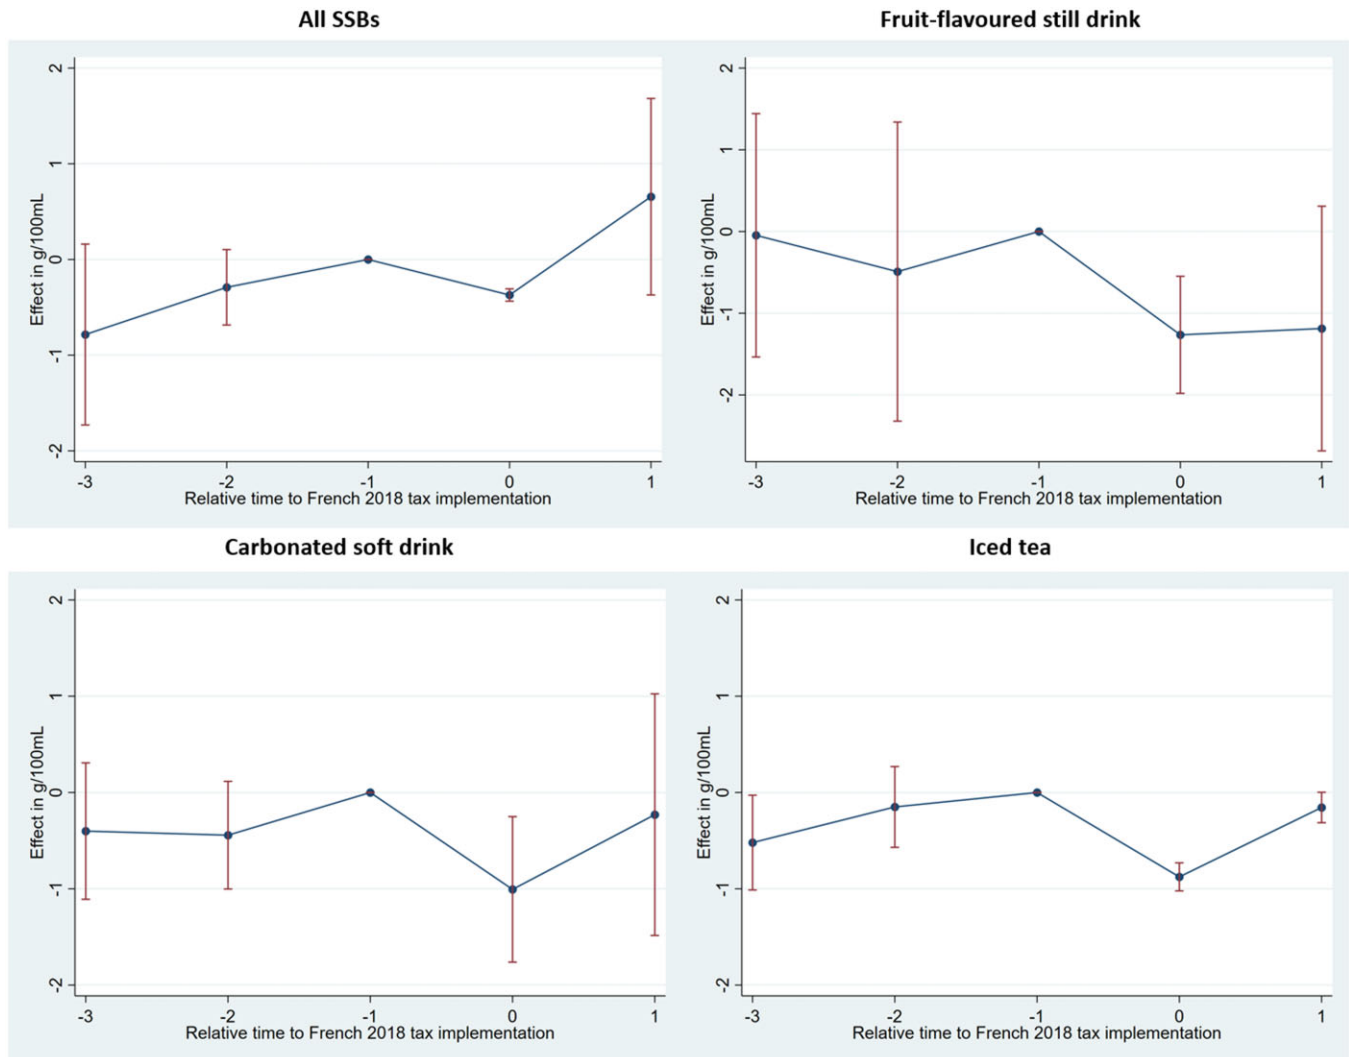 All SSBs
Effect in g/100mL
2
1
0
-1
-2
-3 -2 -1 0 1
Relative time to French 2018 tax implementation
Fruit-flavoured still drink
Effect in g/100mL
2
1
0
-1
-2
-3 -2 -1 0 1
Relative time to French 2018 tax implementation
Carbonated soft drink
Effect in g/100mL
2
1
0
-1
-2
-3 -2 -1 0 1
Relative time to French 2018 tax implementation
Iced tea
Effect in g/100mL
2
1
0
-1
-2
-3 -2 -1 0 1
Relative time to French 2018 tax implementation